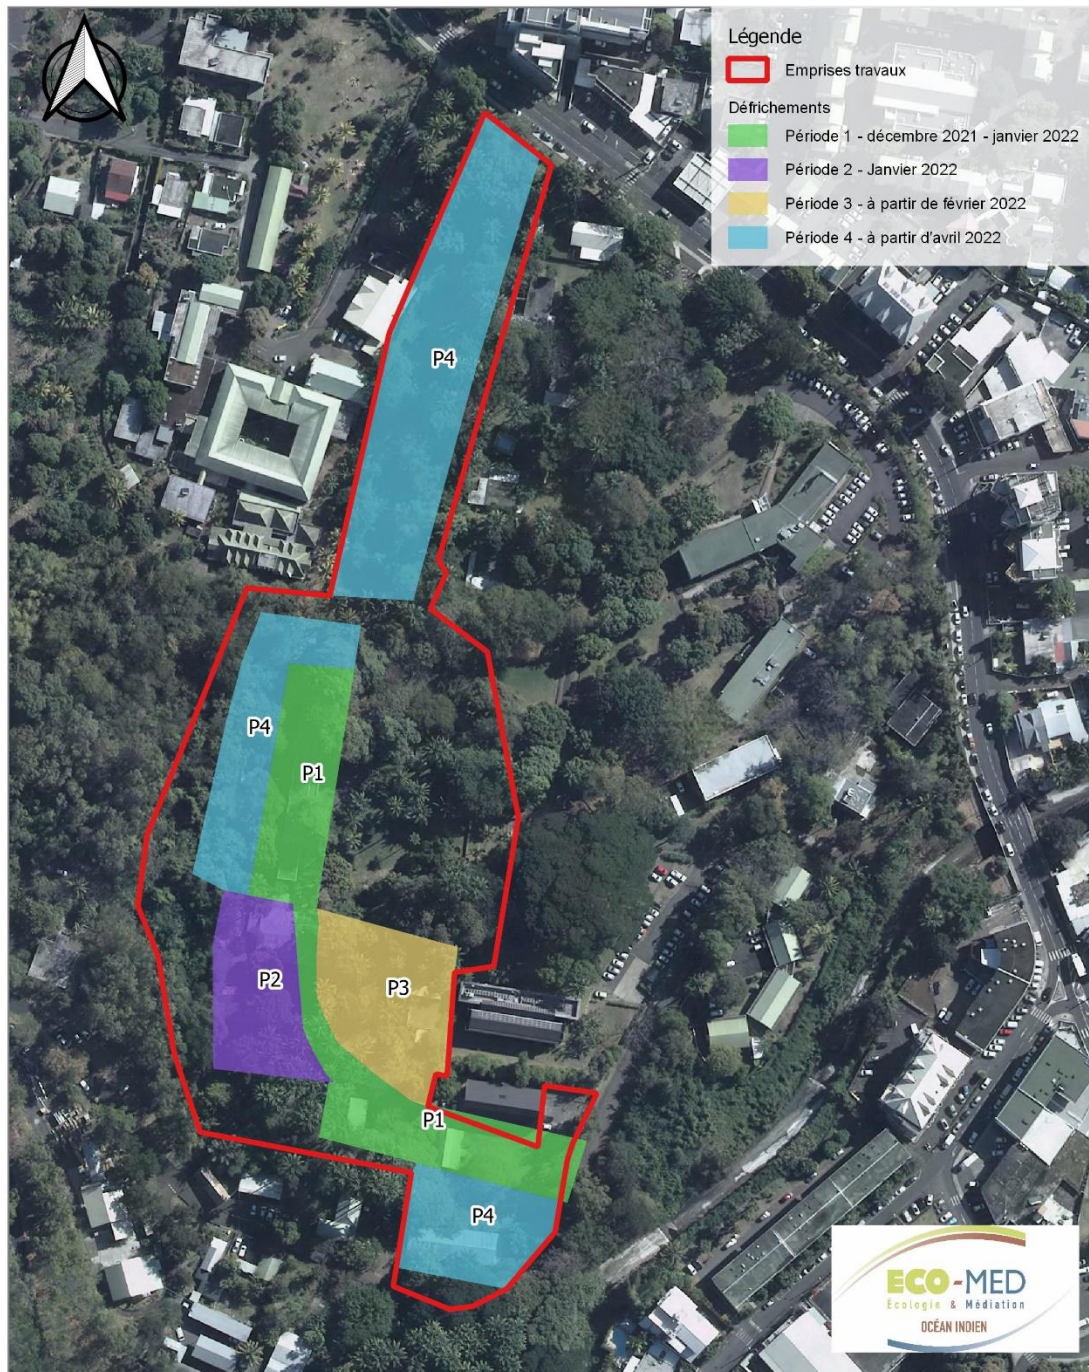 Légende
Emprises travaux
Défrichements
Période 1 - décembre 2021 - janvier 2022
Période 2 - Janvier 2022
Période 3 - à partir de février 2022
Période 4 - à partir d'avril 2022
P4
P4
P1
P2
P3
P1
P4
ECO-MED
Écologie & Médiation
OCÉAN INDIEN